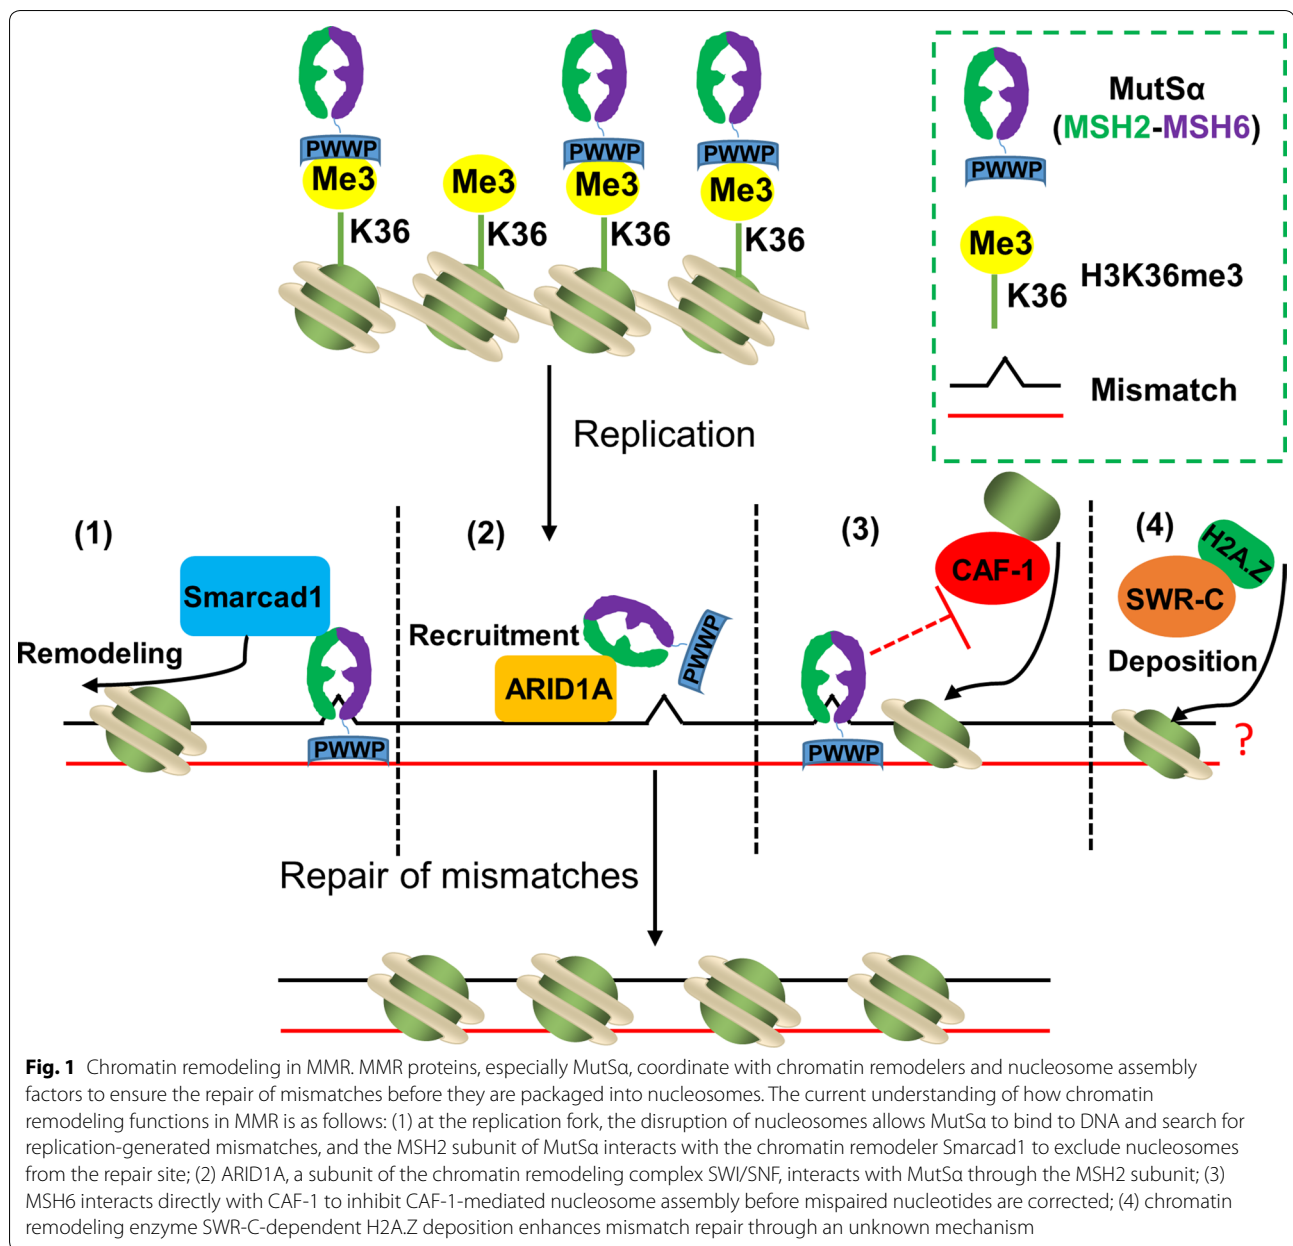 PWWP
Me3
K36
Me3
K36
PWWP
Me3
K36
PWWP
Me3
K36
MutSα
(MSH2-MSH6)
PWWP
Me3
K36
H3K36me3
Mismatch
Replication
(1)
Smarcad1
Remodeling
PWWP
(2)
Recruitment
PWWP
ARID1A
(3)
CAF-1
PWWP
(4)
H2A.Z
SWR-C
Deposition
?
Repair of mismatches
Fig. 1 Chromatin remodeling in MMR. MMR proteins, especially MutSα, coordinate with chromatin remodelers and nucleosome assembly
factors to ensure the repair of mismatches before they are packaged into nucleosomes. The current understanding of how chromatin
remodeling functions in MMR is as follows: (1) at the replication fork, the disruption of nucleosomes allows MutSα to bind to DNA and search for
replication-generated mismatches, and the MSH2 subunit of MutSα interacts with the chromatin remodeler Smarcad1 to exclude nucleosomes
from the repair site; (2) ARID1A, a subunit of the chromatin remodeling complex SWI/SNF, interacts with MutSα through the MSH2 subunit; (3)
MSH6 interacts directly with CAF-1 to inhibit CAF-1-mediated nucleosome assembly before mispaired nucleotides are corrected; (4) chromatin
remodeling enzyme SWR-C-dependent H2A.Z deposition enhances mismatch repair through an unknown mechanism